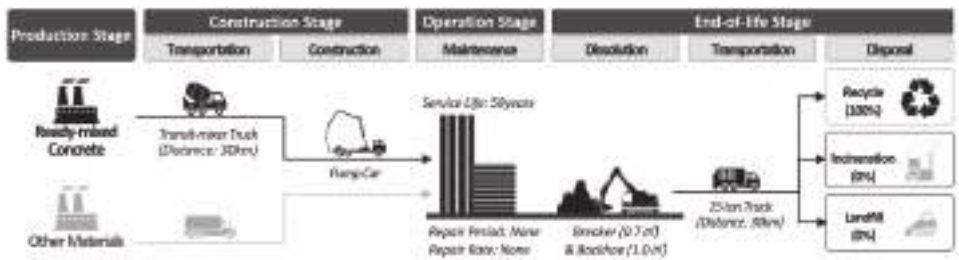 Production Stage
Construction Stage
Operation Stage
End-of-life Stage
Transportation
Construction
Maintenance
Dissolution
Transportation
Disposal
Ready-mixed
Concrete
Transit-mixer Truck
(Distance: 30km)
Pump Car
Service Life: 50years
Repair Period: None
Repair Rate: None
Breaker (0.7 ㎥)
& Backhoe (1.0 ㎥)
(Distance: 30km)
Recycle
(100%)
Incineration
(0%)
Landfill
(0%)
Other Materials